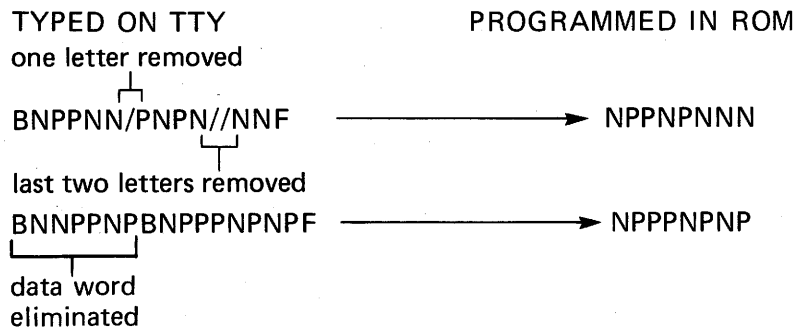 TYPED ON TTY PROGRAMMED IN ROM
one letter removed
BNPPNN/PNPN//NNF NPPNPNNN
last two letters removed
BNNPPNPBNPPPNPNPF NPPPNPNP
data word
eliminated